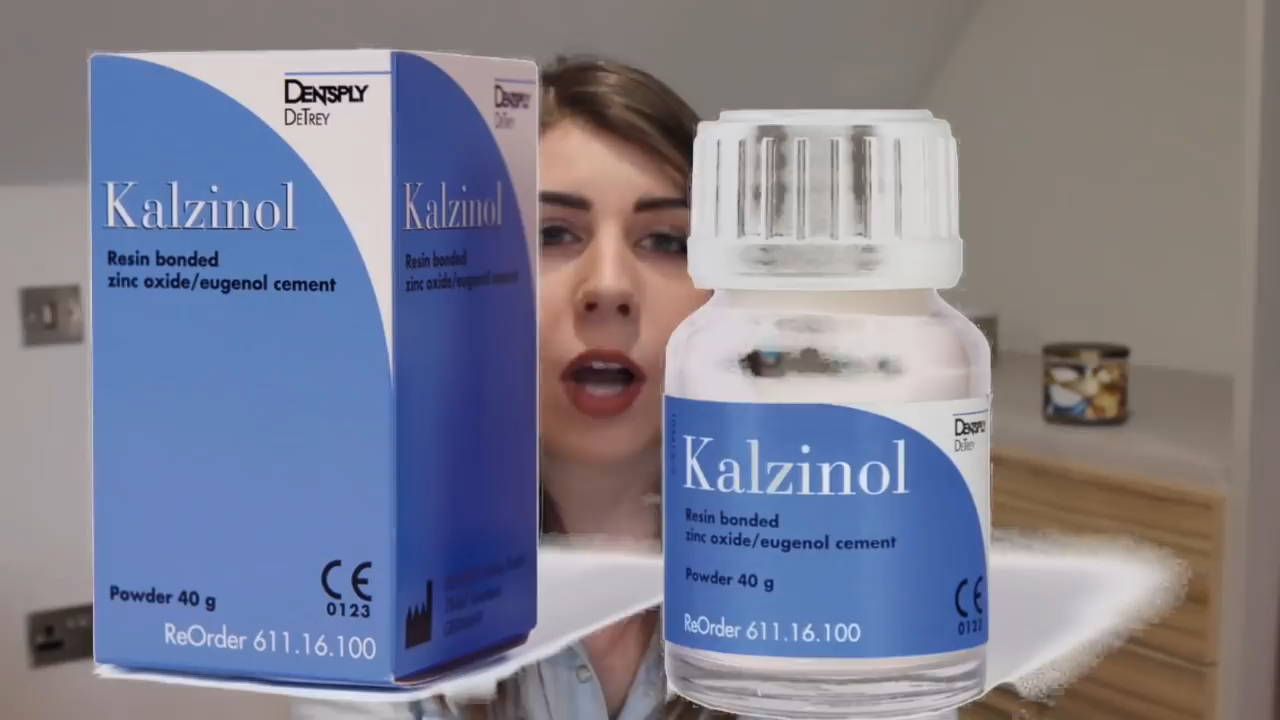 DENTSPLY
DETREY
Kalzinol
Resin bonded
zinc oxide/eugenol cement
Powder 40 g
CE
0123
ReOrder 611.16.100
DENTSPLY
DETREY
Kalzinol
Resin bonded
zinc oxide/eugenol cement
GERMANY
DENTSPLY
DETREY
Kalzinol
Resin bonded
zinc oxide/eugenol cement
Powder 40 g
CE
0123
ReOrder 611.16.100